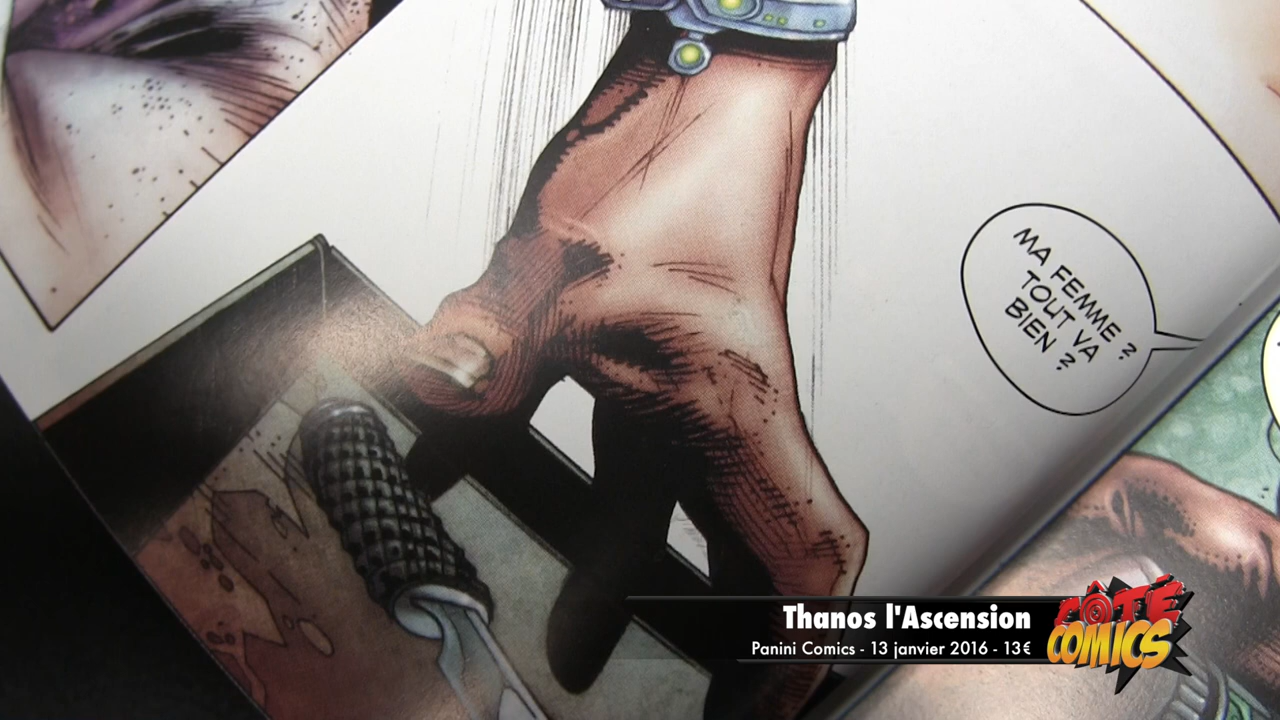 MA FEMME ?
TOUT VA
BIEN ?
Thanos l'Ascension
Panini Comics - 13 janvier 2016 - 13€
CÔTÉ
COMICS